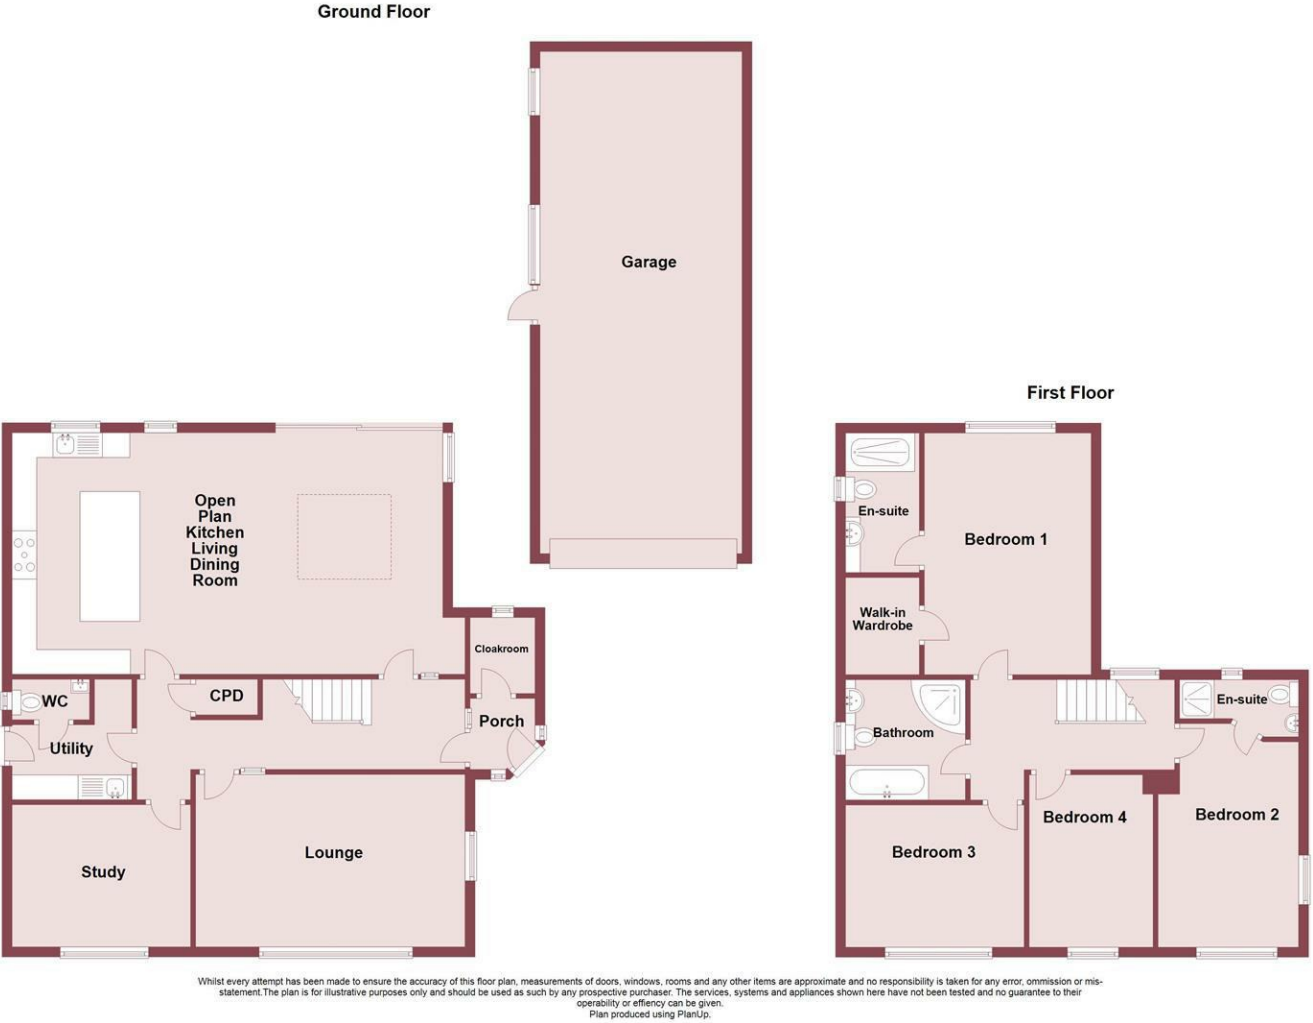 Ground Floor
Garage
First Floor
Open
Plan
Kitchen
Living
Dining
Room
Cloakroom
WC
CPD
Porch
Utility
Study
Lounge
En-suite
Bedroom 1
Walk-in
Wardrobe
En-suite
Bathroom
Bedroom 2
Bedroom 4
Bedroom 3
Whilst every attempt has been made to ensure the accuracy of this floor plan, measurements of doors, windows, rooms and any other items are approximate and no responsibility is taken for any error, ommission or mis-
statement.The plan is for illustrative purposes only and should be used as such by any prospective purchaser. The services, systems and appliances shown here have not been tested and no guarantee to their
operability or effiency can be given.
Plan produced using PlanUp.